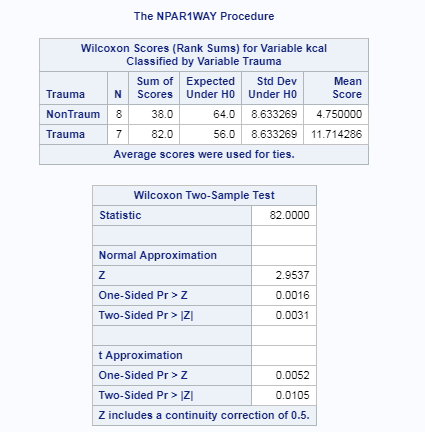 The NPAR1WAY Procedure
Wilcoxon Scores (Rank Sums) for Variable kcal
Classified by Variable Trauma
Trauma N Sum of Scores Expected Under H0 Std Dev Under H0 Mean Score
NonTraum 8 38.0 64.0 8.633269 4.750000
Trauma 7 82.0 56.0 8.633269 11.714286
Average scores were used for ties.
Wilcoxon Two-Sample Test
Statistic 82.0000
Normal Approximation
Z 2.9537
One-Sided Pr > Z 0.0016
Two-Sided Pr > |Z| 0.0031
t Approximation
One-Sided Pr > Z 0.0052
Two-Sided Pr > |Z| 0.0105
Z includes a continuity correction of 0.5.